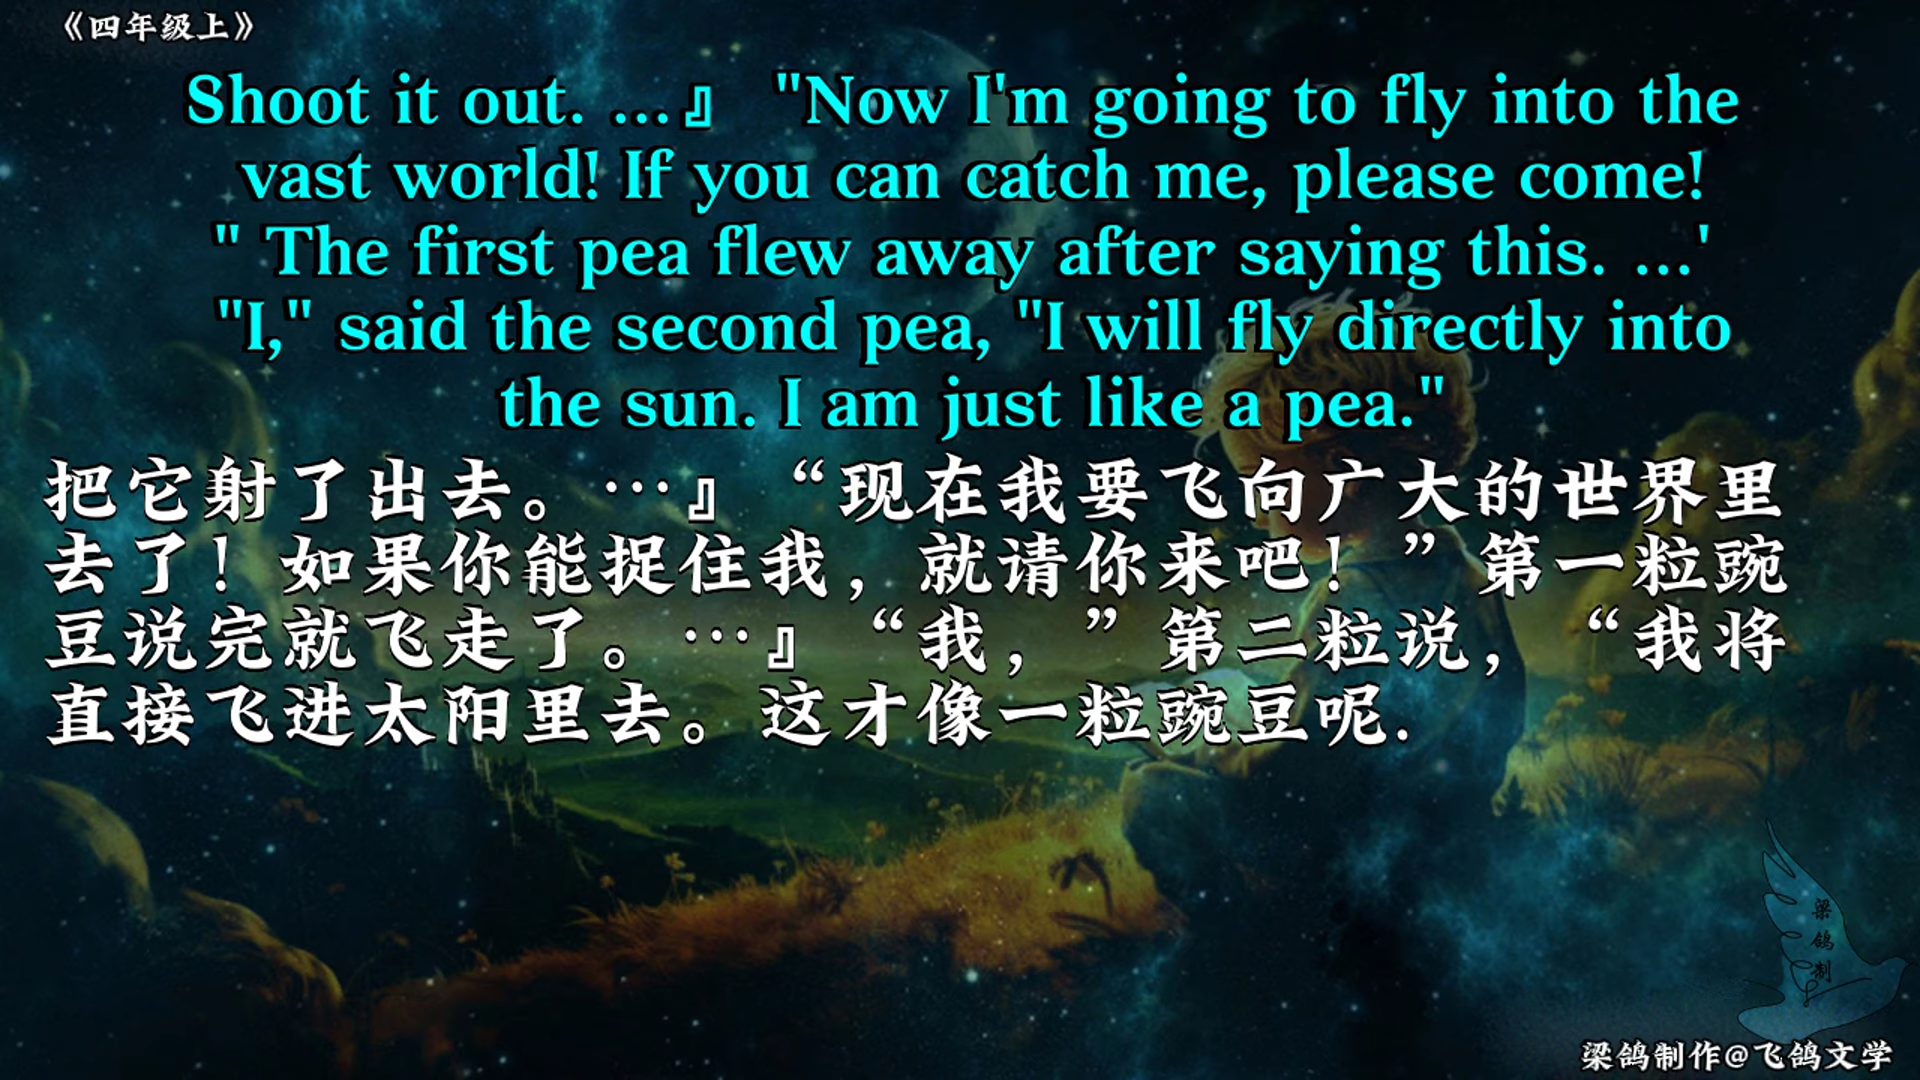 《四年级上》
Shoot it out. ...』 "Now I'm going to fly into the
vast world! If you can catch me, please come!
" The first pea flew away after saying this. ...'
"I," said the second pea, "I will fly directly into
the sun. I am just like a pea."
把它射了出去。…』“现在我要飞向广大的世界里
去了！如果你能捉住我，就请你来吧！”第一粒豌
豆说完就飞走了。…』“我，”第二粒说，“我将
直接飞进太阳里去。这才像一粒豌豆呢.
梁鸽制
梁鸽制作@飞鸽文学